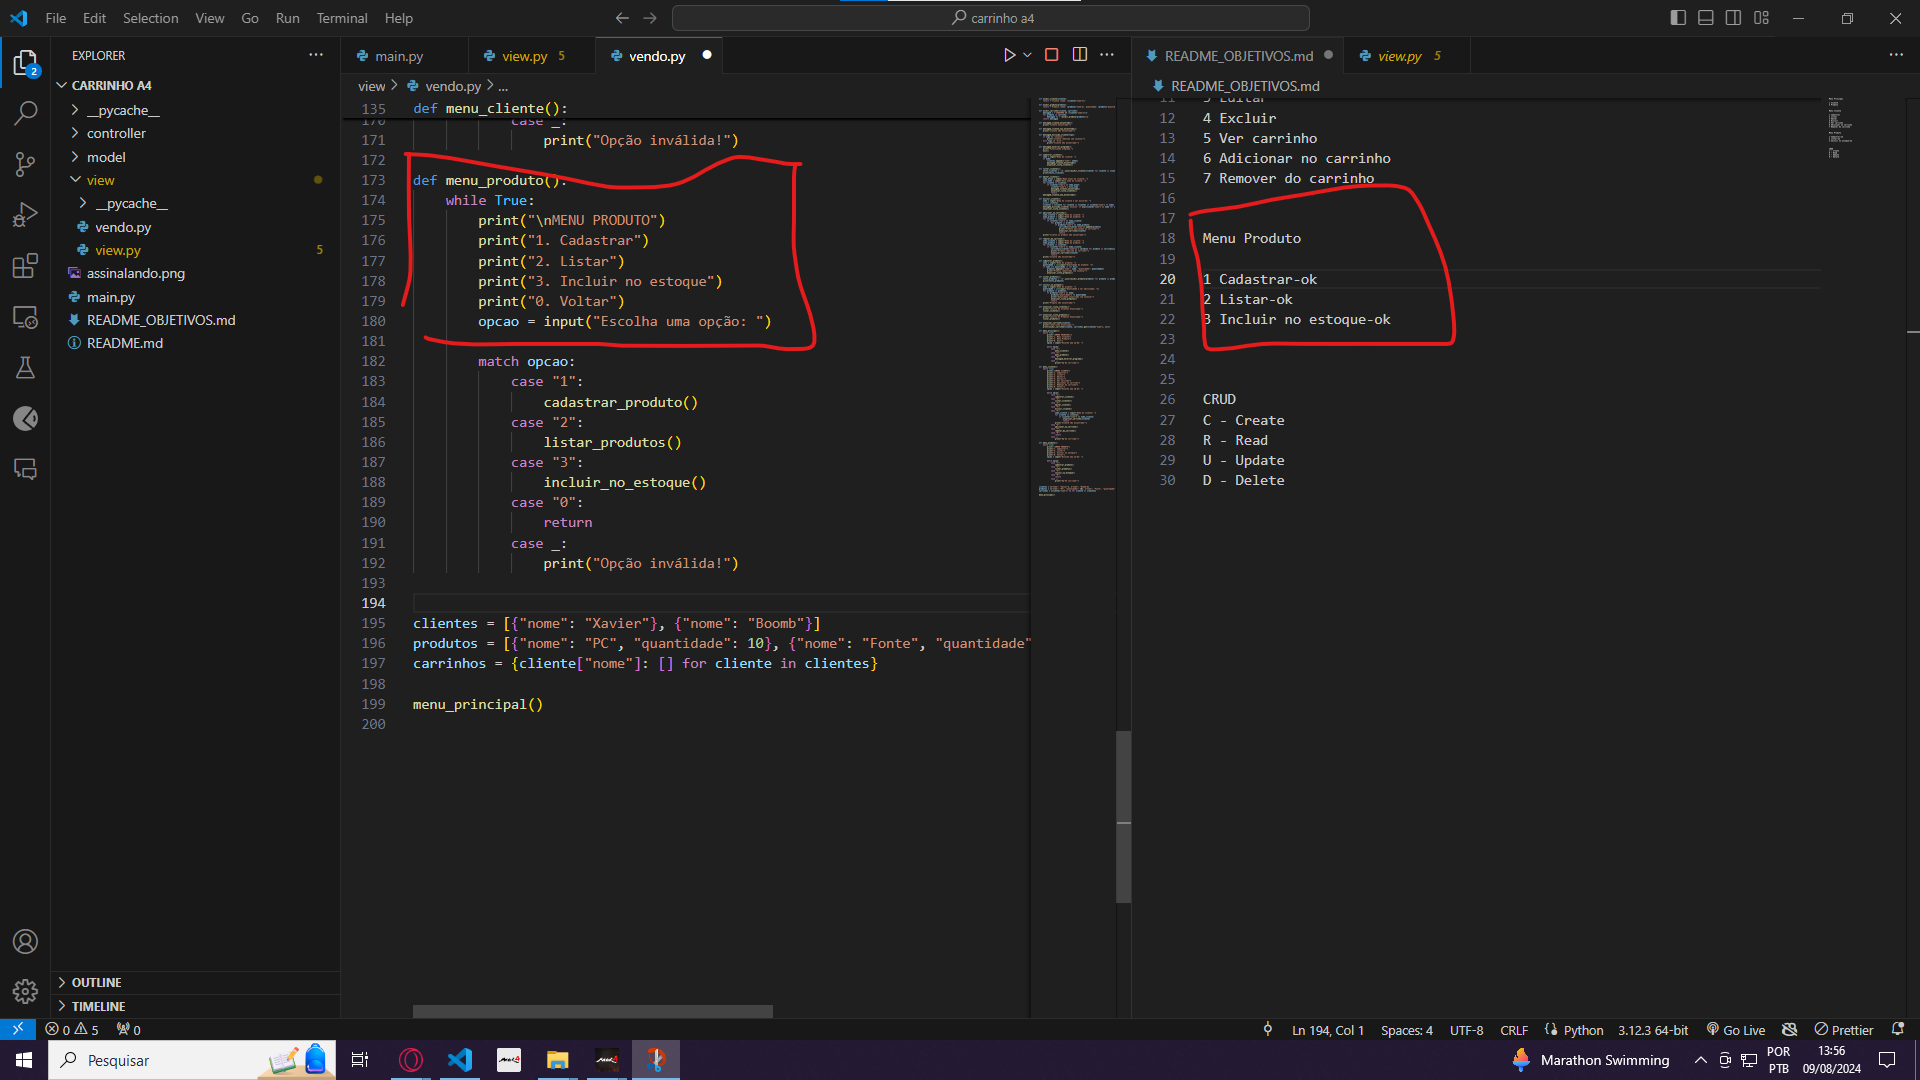 File Edit Selection View Go Run Terminal Help
carrinho a4
EXPLORER
CARRINHO A4
__pycache__
controller
model
view
__pycache__
vendo.py
view.py 5
assinalando.png
main.py
README_OBJETIVOS.md
README.md
OUTLINE
TIMELINE
main.py
view.py 5
vendo.py
view > vendo.py > ...
135 def menu_cliente():
170 case _:
171 print("Opção inválida!")
172
173 def menu_produto():
174 while True:
175 print("\nMENU PRODUTO")
176 print("1. Cadastrar")
177 print("2. Listar")
178 print("3. Incluir no estoque")
179 print("0. Voltar")
180 opcao = input("Escolha uma opção: ")
181
182 match opcao:
183 case "1":
184 cadastrar_produto()
185 case "2":
186 listar_produtos()
187 case "3":
188 incluir_no_estoque()
189 case "0":
190 return
191 case _:
192 print("Opção inválida!")
193
194
195 clientes = [{"nome": "Xavier"}, {"nome": "Boomb"}]
196 produtos = [{"nome": "PC", "quantidade": 10}, {"nome": "Fonte", "quantidade"
197 carrinhos = {cliente["nome"]: [] for cliente in clientes}
198
199 menu_principal()
200
README_OBJETIVOS.md
view.py 5
README_OBJETIVOS.md
11 3 Editar
12 4 Excluir
13 5 Ver carrinho
14 6 Adicionar no carrinho
15 7 Remover do carrinho
16
17
18 Menu Produto
19
20 1 Cadastrar-ok
21 2 Listar-ok
22 3 Incluir no estoque-ok
23
24
25
26 CRUD
27 C - Create
28 R - Read
29 U - Update
30 D - Delete
2
0 5 0
Ln 194, Col 1 Spaces: 4 UTF-8 CRLF Python 3.12.3 64-bit Go Live Prettier
Pesquisar
Marathon Swimming
POR
PTB
13:56
09/08/2024